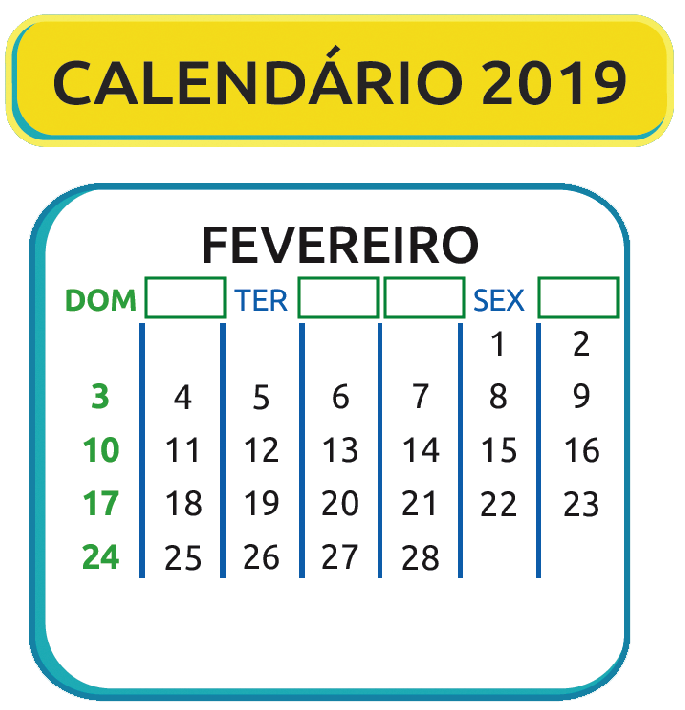 CALENDÁRIO 2019
FEVEREIRO
DOM TER SEX
1 2
3 4 5 6 7 8 9
10 11 12 13 14 15 16
17 18 19 20 21 22 23
24 25 26 27 28